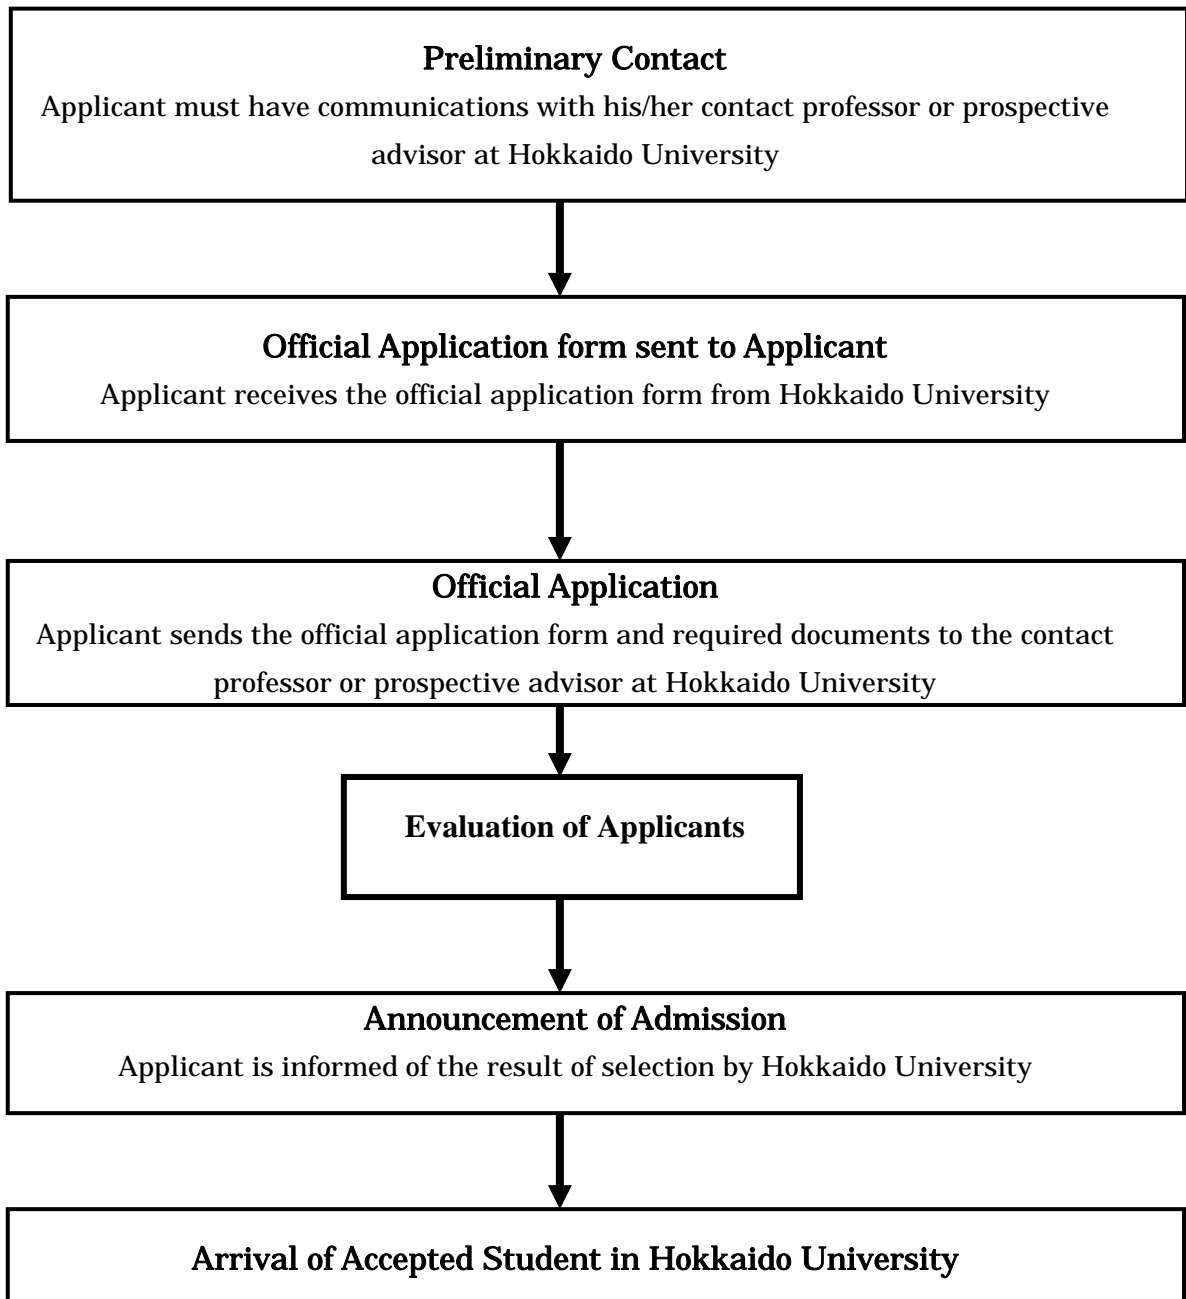 Preliminary Contact
Applicant must have communications with his/her contact professor or prospective
advisor at Hokkaido University
Official Application form sent to Applicant
Applicant receives the official application form from Hokkaido University
Official Application
Applicant sends the official application form and required documents to the contact
professor or prospective advisor at Hokkaido University
Evaluation of Applicants
Announcement of Admission
Applicant is informed of the result of selection by Hokkaido University
Arrival of Accepted Student in Hokkaido University